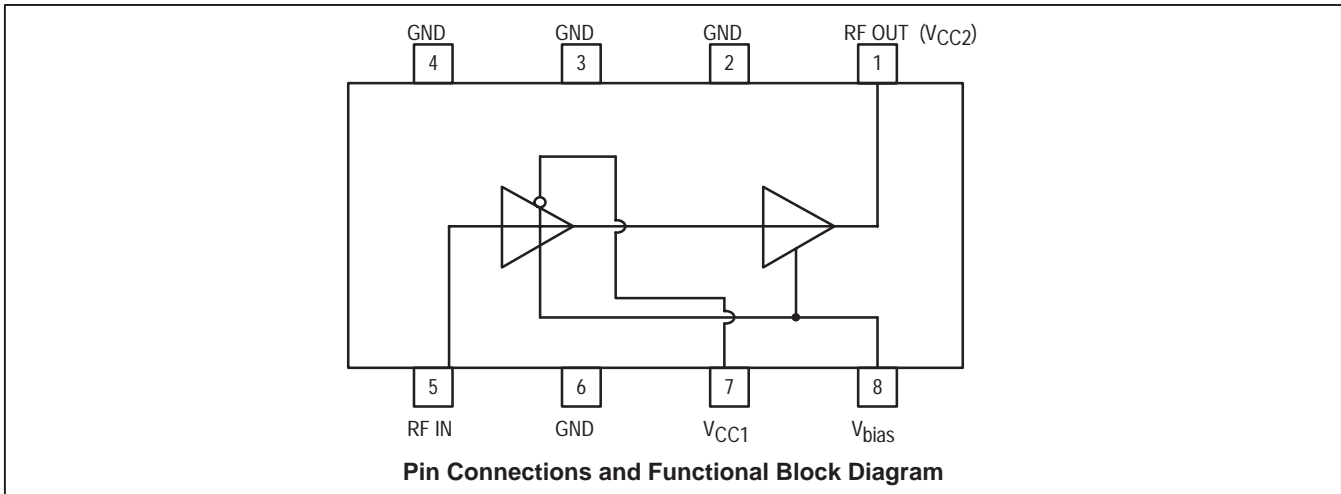 GND GND GND RF OUT (VCC2)
4 3 2 1
5 6 7 8
RF IN GND VCC1 Vbias
Pin Connections and Functional Block Diagram